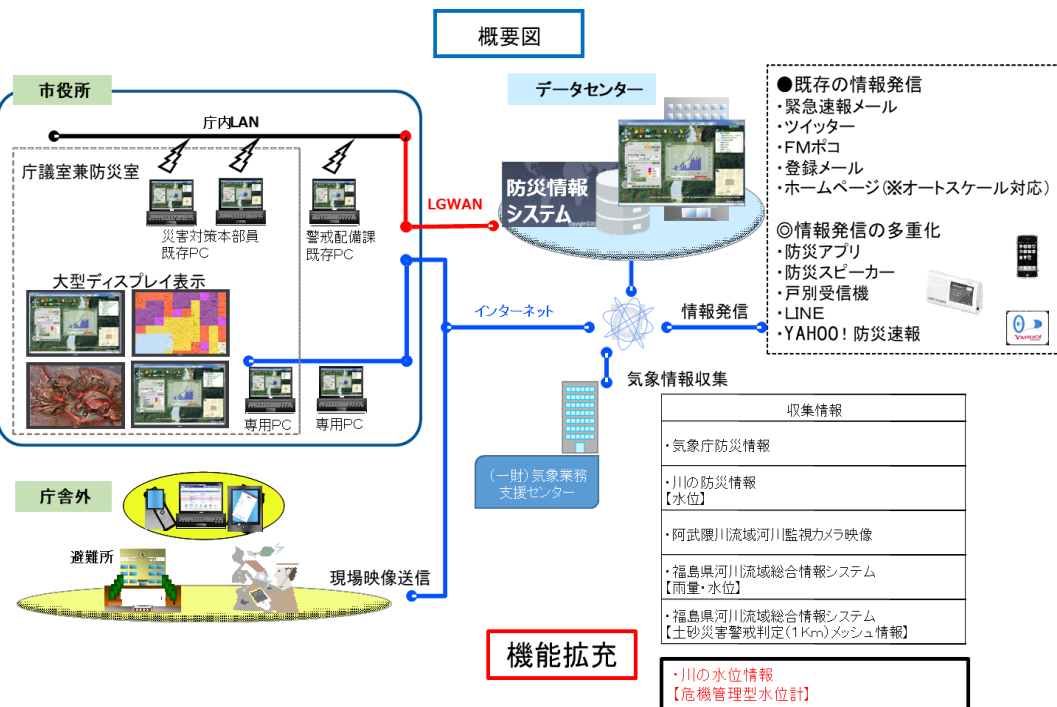 概要図
市役所
庁内LAN
庁議室兼防災室
災害対策本部員
既存PC
警戒配備課
既存PC
大型ディスプレイ表示
専用PC
専用PC
LGWAN
データセンター
防災情報
システム
インターネット
情報発信
●既存の情報発信
・緊急速報メール
・ツイッター
・FMポコ
・登録メール
・ホームページ(※オートスケール対応)
◎情報発信の多重化
・防災アプリ
・防災スピーカー
・戸別受信機
・LINE
・YAHOO！防災速報
YAHOO!
気象情報収集
(一財)気象業務
支援センター
収集情報
・気象庁防災情報
・川の防災情報
【水位】
・阿武隈川流域河川監視カメラ映像
・福島県河川流域総合情報システム
【雨量・水位】
・福島県河川流域総合情報システム
【土砂災害警戒判定(1Km)メッシュ情報】
・川の水位情報
【危機管理型水位計】
庁舎外
避難所
現場映像送信
機能拡充